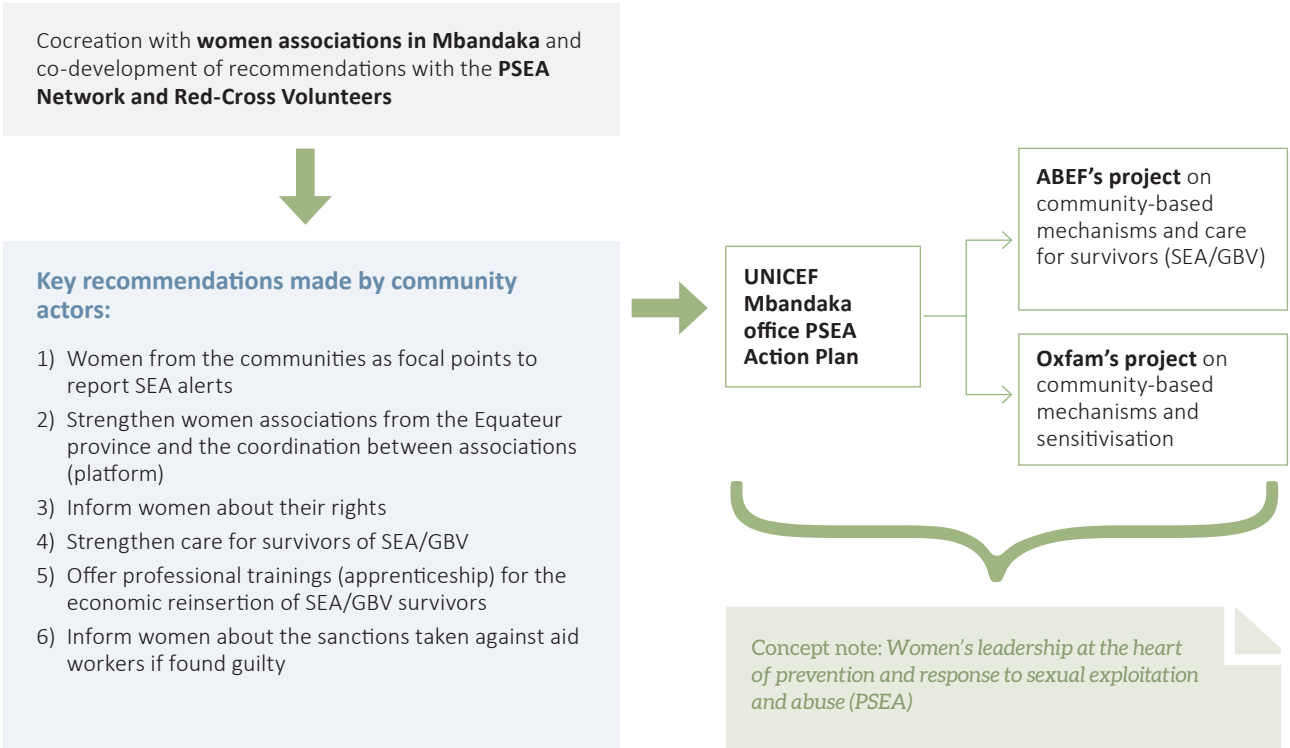 Cocreation with women associations in Mbandaka and
co-development of recommendations with the PSEA
Network and Red-Cross Volunteers
Key recommendations made by community
actors:
1) Women from the communities as focal points to
report SEA alerts
2) Strengthen women associations from the Equateur
province and the coordination between associations
(platform)
3) Inform women about their rights
4) Strengthen care for survivors of SEA/GBV
5) Offer professional trainings (apprenticeship) for the
economic reinsertion of SEA/GBV survivors
6) Inform women about the sanctions taken against aid
workers if found guilty
UNICEF
Mbandaka
office PSEA
Action Plan
ABEF's project on
community-based
mechanisms and care
for survivors (SEA/GBV)
Oxfam's project on
community-based
mechanisms and
sensitivisation
Concept note: Women's leadership at the heart
of prevention and response to sexual exploitation
and abuse (PSEA)